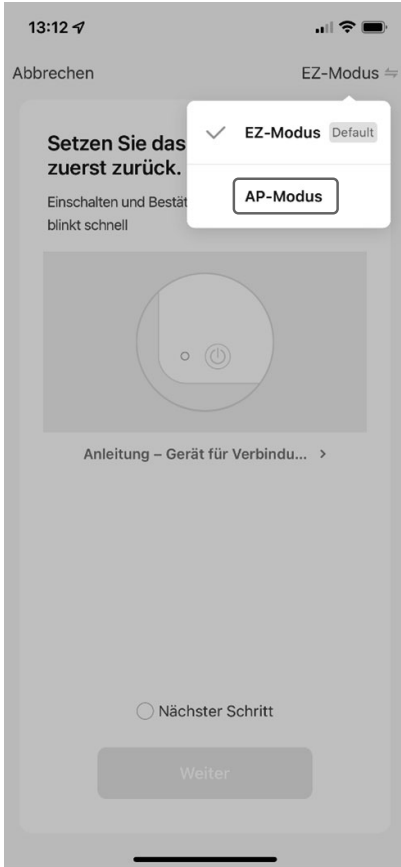 13:12
Abbrechen
EZ-Modus
EZ-Modus Default
AP-Modus
Setzen Sie das
zuerst zurück.
Einschalten und Bestät
blinkt schnell
Anleitung – Gerät für Verbindu...
Nächster Schritt
Weiter